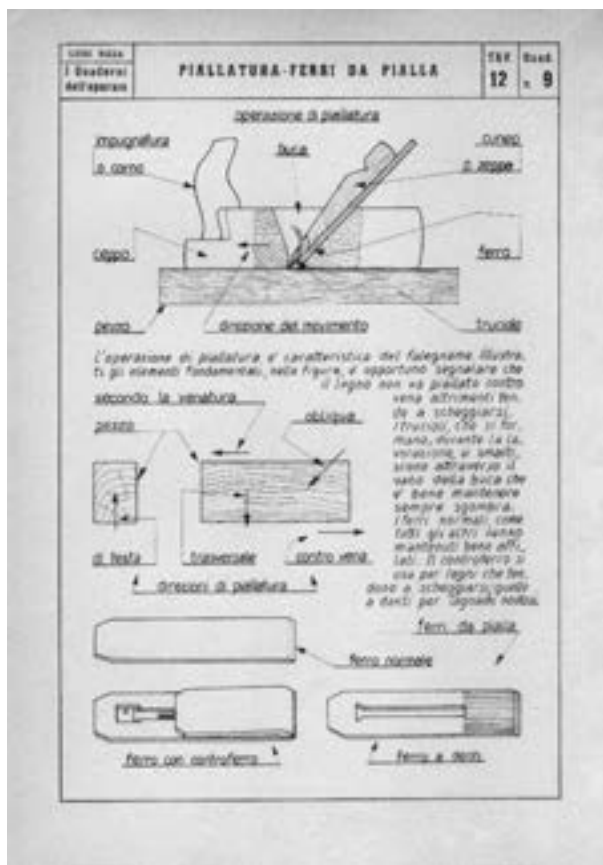 I Quaderni
dell'operaio
PIALLATURA-FERRI DA PIALLA
TAV.
12
Quad.
n. 9
operazione di piallatura
impugnatura
o corno
buca
cuneo
o zeppa
ceppo
ferro
pezzo
direzione del movimento
truciolo
L'operazione di piallatura e' caratteristica del falegname illustra,
ti gli elementi fondamentali, nelle figure, e' opportuno segnalare che
il legno non va piallato contro
vena altrimenti ten,
de a scheggiarsi,
I trucioli, che si for,
mano, durante la la,
vorazione, si smalti,
scono attraverso il
vano della buca che
e' bene mantenere
sempre sgombra.
I ferri normali, come
tutti gli altri vanno
mantenuti bene affi,
lati. Il controferro si
usa per legni che ten,
dono a scheggiarsi; quello
a denti per legnami nodosi.
secondo la venatura
pezzo
obliqua
di testa
trasversale
contro vena
direzioni di piallatura
ferri da pialla
ferro normale
ferro con controferro
ferro a denti